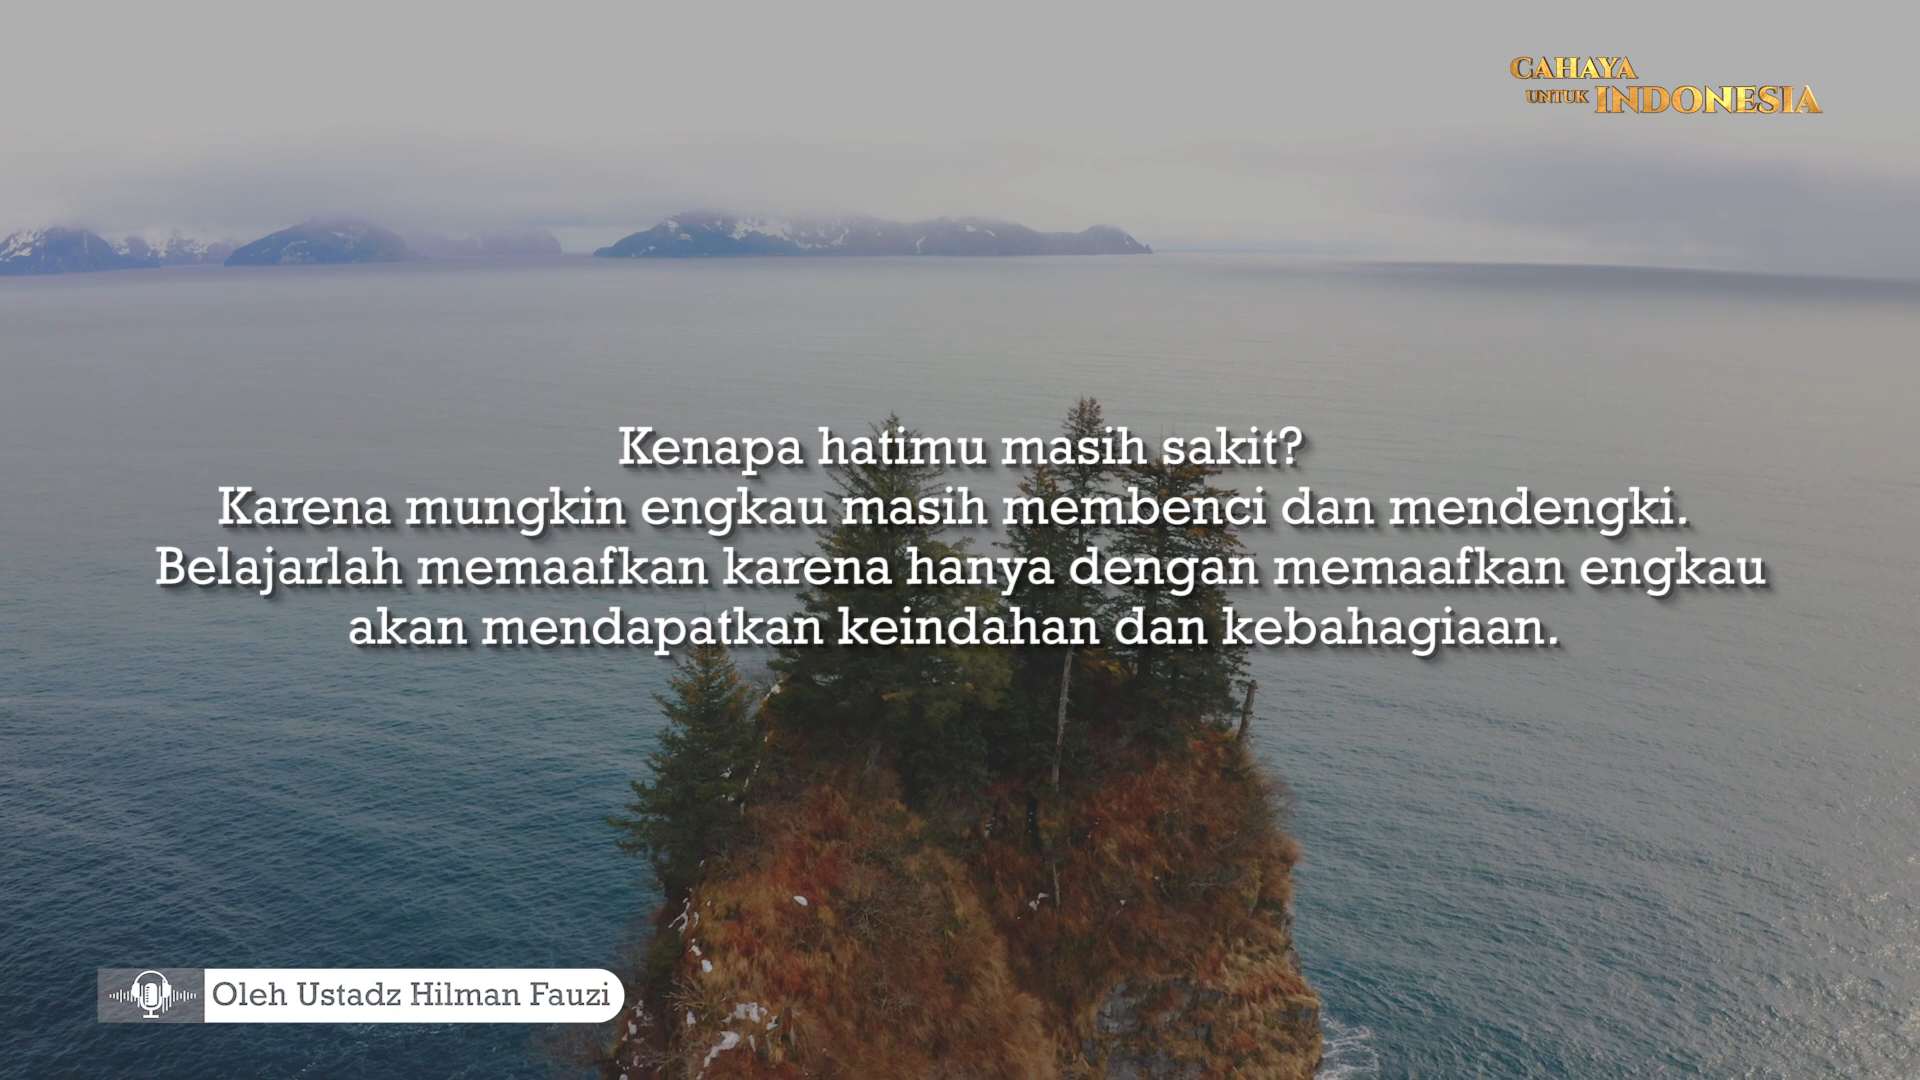 CAHAYA
UNTUK INDONESIA
Kenapa hatimu masih sakit?
Karena mungkin engkau masih membenci dan mendengki.
Belajarlah memaafkan karena hanya dengan memaafkan engkau
akan mendapatkan keindahan dan kebahagiaan.
Oleh Ustadz Hilman Fauzi